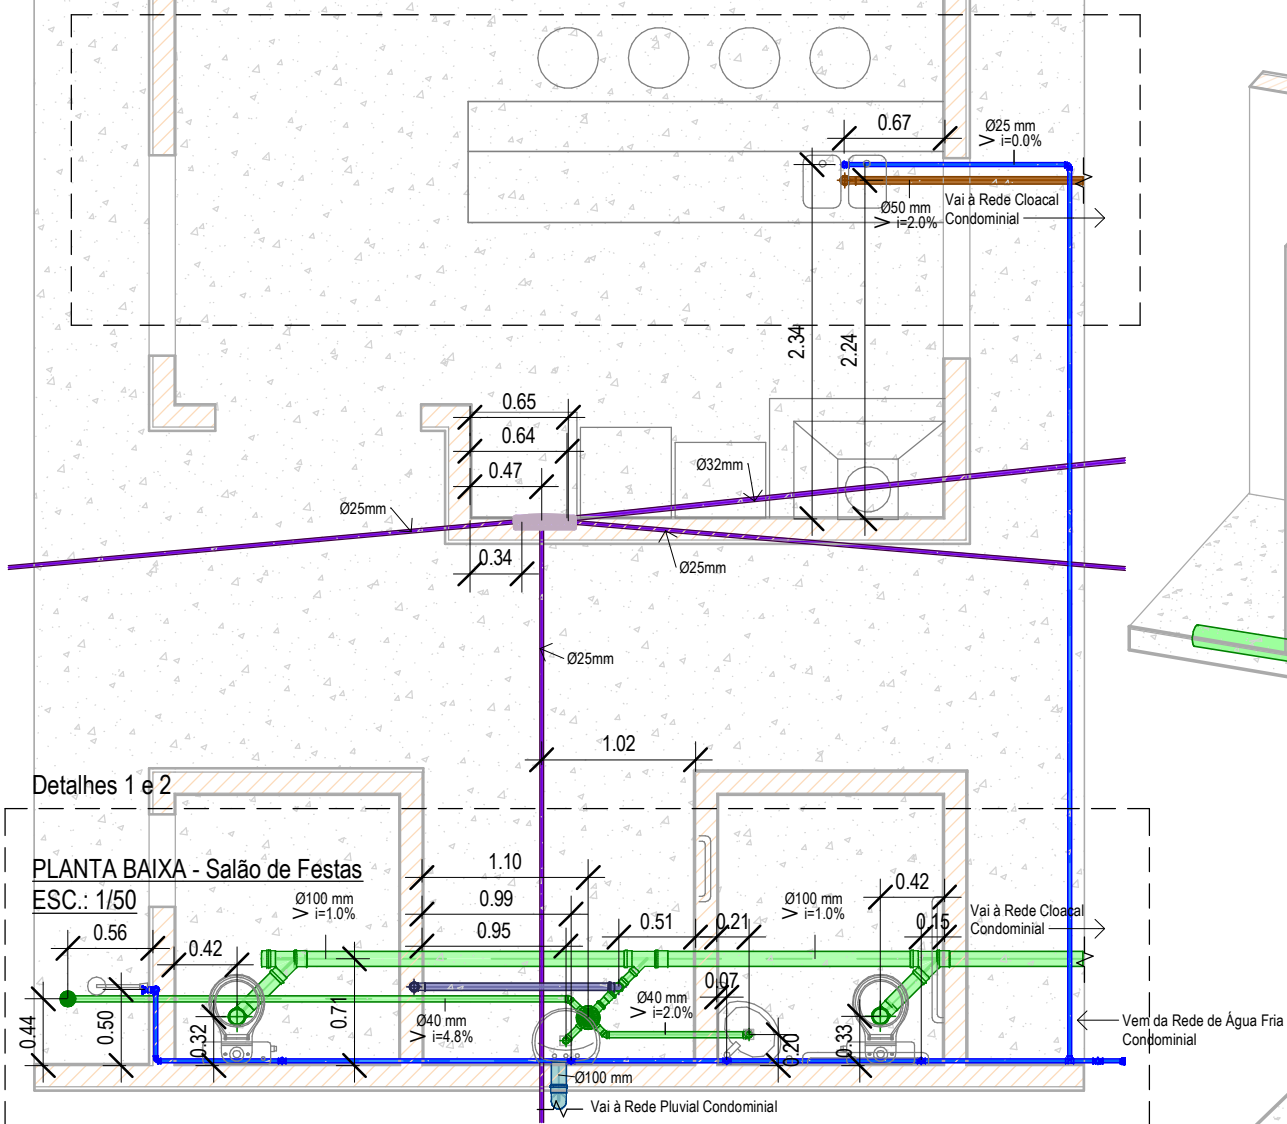 0.67
Ø25 mm
i=0.0%
Ø50 mm
i=2.0%
Vai à Rede Cloacal
Condominial
2.34
2.24
0.65
0.64
0.47
Ø32mm
Ø25mm
0.34
Ø25mm
Ø25mm
1.02
Detalhes 1 e 2
PLANTA BAIXA - Salão de Festas
ESC.: 1/50
1.10
0.99
0.95
Ø100 mm
i=1.0%
0.51
0.21
Ø100 mm
i=1.0%
0.42
0.15
Vai à Rede Cloacal
Condominial
0.56
0.42
0.07
0.44
0.50
0.32
0.71
Ø40 mm
i=4.8%
Ø40 mm
i=2.0%
0.20
0.33
Vem da Rede de Água Fria
Condominial
Ø100 mm
Vai à Rede Pluvial Condominial